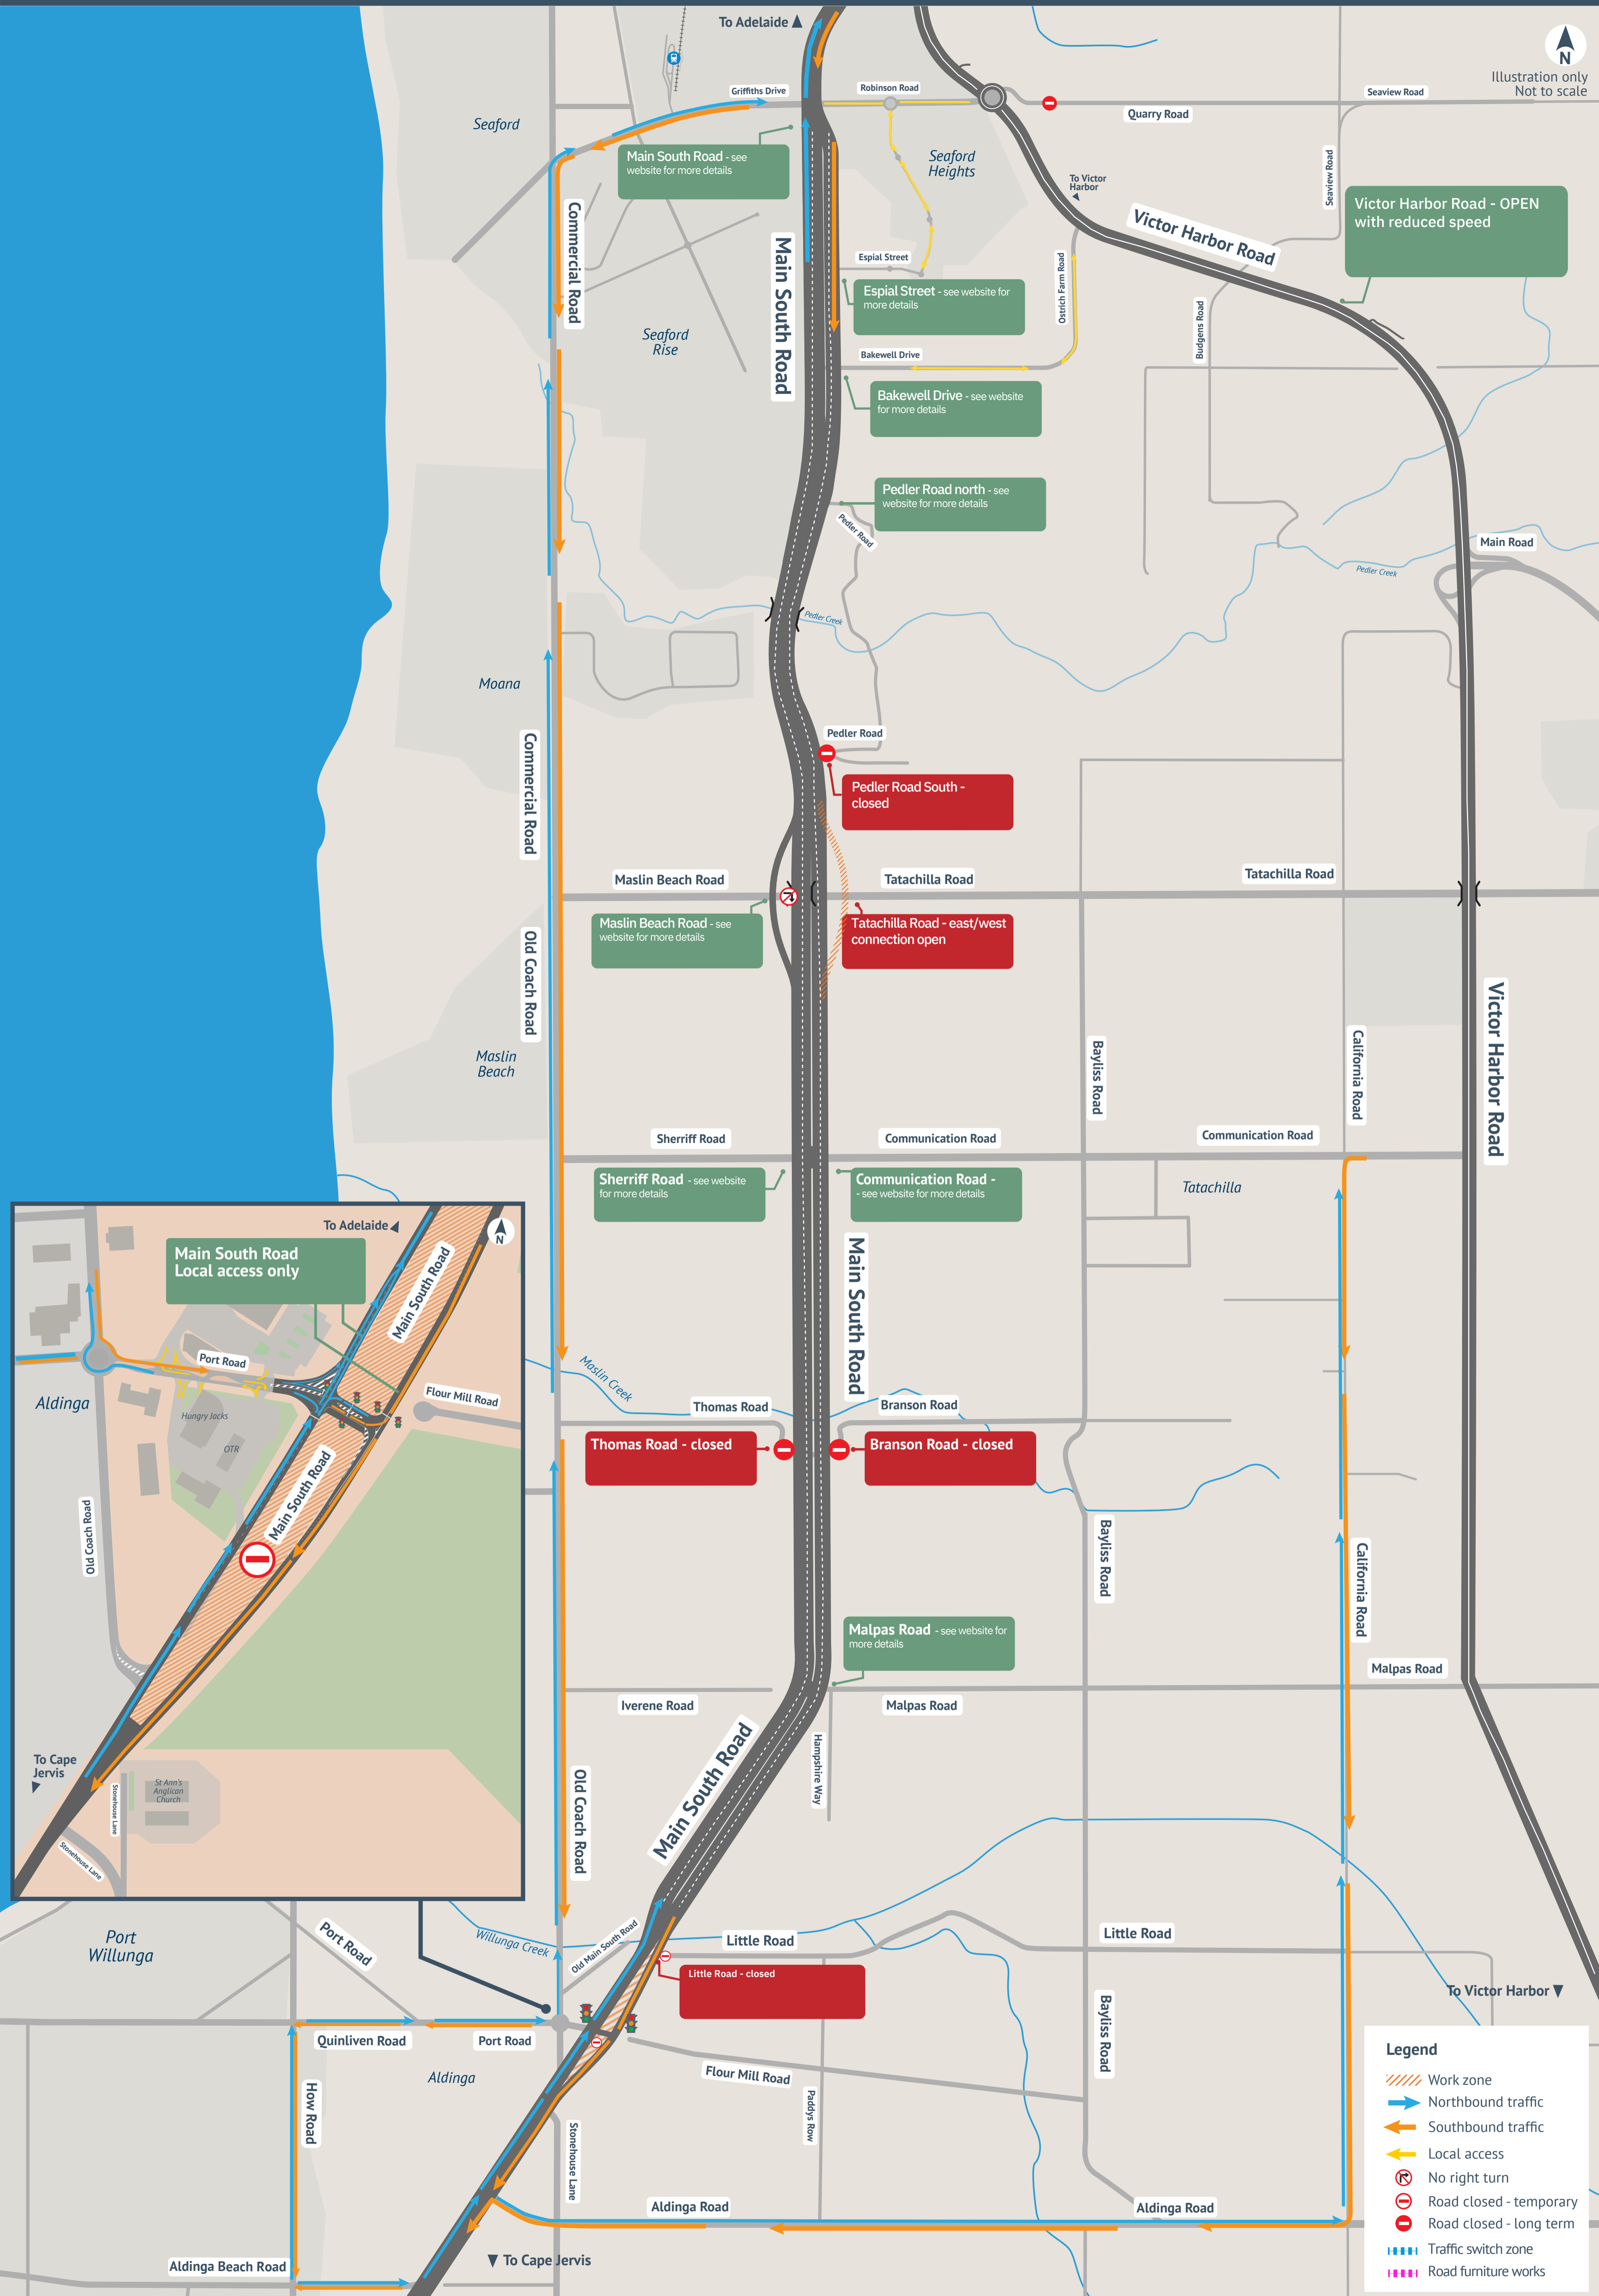 To Adelaide
N
Illustration only
Not to scale
Griffiths Drive
Robinson Road
Seaview Road
Quarry Road
Seaford
Main South Road - see
website for more details
Seaford
Heights
Seaview Road
To Victor
Harbor
Victor Harbor Road - OPEN
with reduced speed
Commercial Road
Main South Road
Victor Harbor Road
Espial Street
Ostrich Farm Road
Espial Street - see website for
more details
Budgens Road
Seaford
Rise
Bakewell Drive
Bakewell Drive - see website
for more details
Pedler Road north - see
website for more details
Pedler Road
Main Road
Pedler Creek
Pedler Creek
Moana
Commercial Road
Pedler Road
Pedler Road South -
closed
Maslin Beach Road
Tatachilla Road
Tatachilla Road
Maslin Beach Road - see
website for more details
Tatachilla Road - east/west
connection open
Old Coach Road
Maslin
Beach
Bayliss Road
California Road
Victor Harbor Road
Sherriff Road
Communication Road
Communication Road
Sherriff Road - see website
for more details
Communication Road -
- see website for more details
Tatachilla
Main South Road
To Adelaide
N
Main South Road
Local access only
Main South Road
Port Road
Flour Mill Road
Aldinga
Hungry Jacks
OTR
Main South Road
Old Coach Road
To Cape
Jervis
St Ann's
Anglican
Church
Stonehouse Lane
Stonehouse Lane
Maslin Creek
Thomas Road
Branson Road
Thomas Road - closed
Branson Road - closed
Bayliss Road
California Road
Malpas Road - see website for
more details
Malpas Road
Iverene Road
Malpas Road
Main South Road
Hampshire Way
Old Coach Road
Port
Willunga
Port Road
Willunga Creek
Old Main South Road
Little Road
Little Road
Little Road - closed
To Victor Harbor
Quinliven Road
Port Road
Bayliss Road
Aldinga
Flour Mill Road
How Road
Paddys Row
Stonehouse Lane
Aldinga Road
Aldinga Road
To Cape Jervis
Aldinga Beach Road
Legend
Work zone
Northbound traffic
Southbound traffic
Local access
No right turn
Road closed - temporary
Road closed - long term
Traffic switch zone
Road furniture works